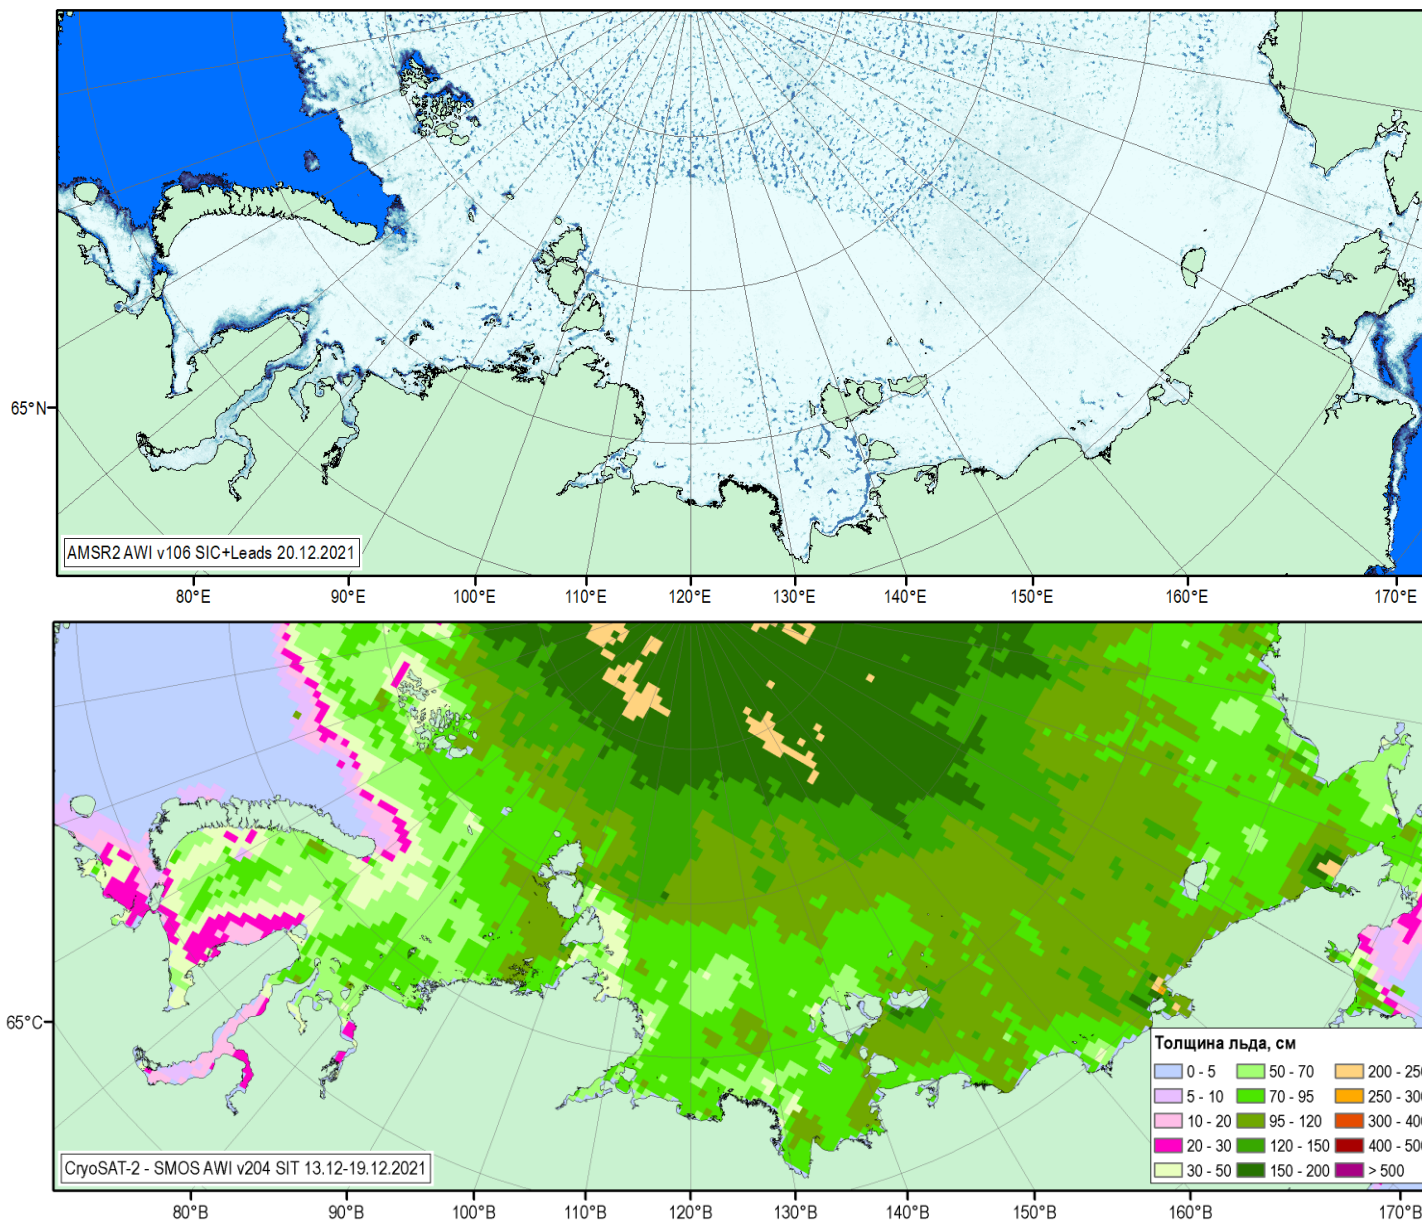 65°N
AMSR2 AWI v106 SIC+Leads 20.12.2021
80°E 90°E 100°E 110°E 120°E 130°E 140°E 150°E 160°E 170°E
65°С
Толщина льда, см
0 - 5 50 - 70 200 - 250
5 - 10 70 - 95 250 - 300
10 - 20 95 - 120 300 - 400
20 - 30 120 - 150 400 - 500
30 - 50 150 - 200 > 500
CryoSAT-2 - SMOS AWI v204 SIT 13.12-19.12.2021
80°В 90°В 100°В 110°В 120°В 130°В 140°В 150°В 160°В 170°В